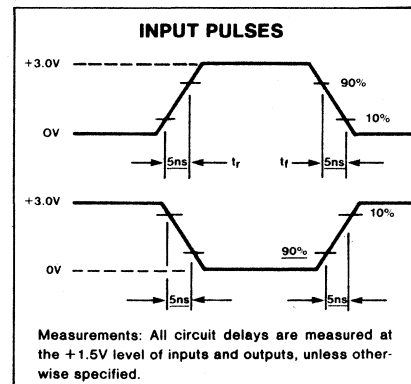 INPUT PULSES
+3.0V
90%
10%
0V
5ns
tr
tf
5ns
+3.0V
10%
90%
0V
5ns
5ns
Measurements: All circuit delays are measured at
the +1.5V level of inputs and outputs, unless other-
wise specified.